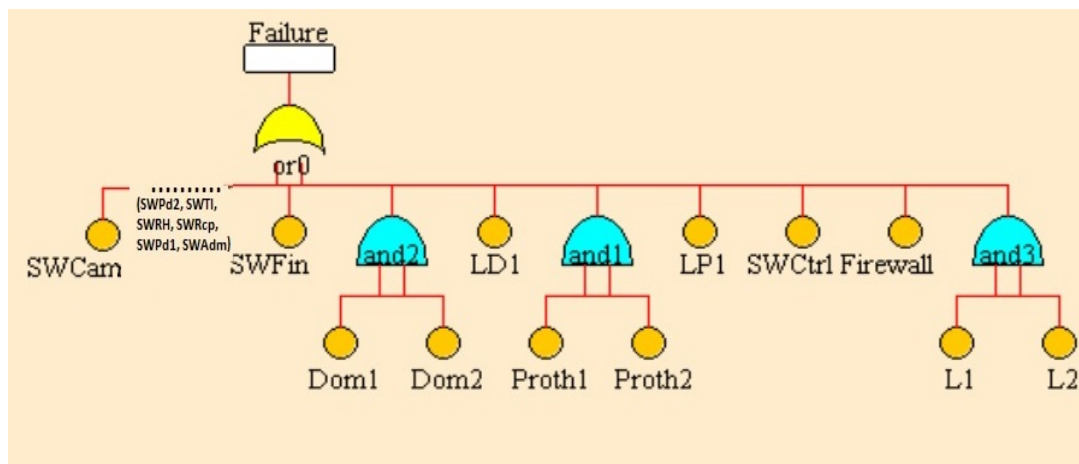 Failure
or0
..........
(SWPd2, SWTI,
SWRH, SWRcp,
SWPd1, SWAdm)
SWCam
SWFin
and2
LD1
and1
LP1
SWCtrl
Firewall
and3
Dom1
Dom2
Proth1
Proth2
L1
L2